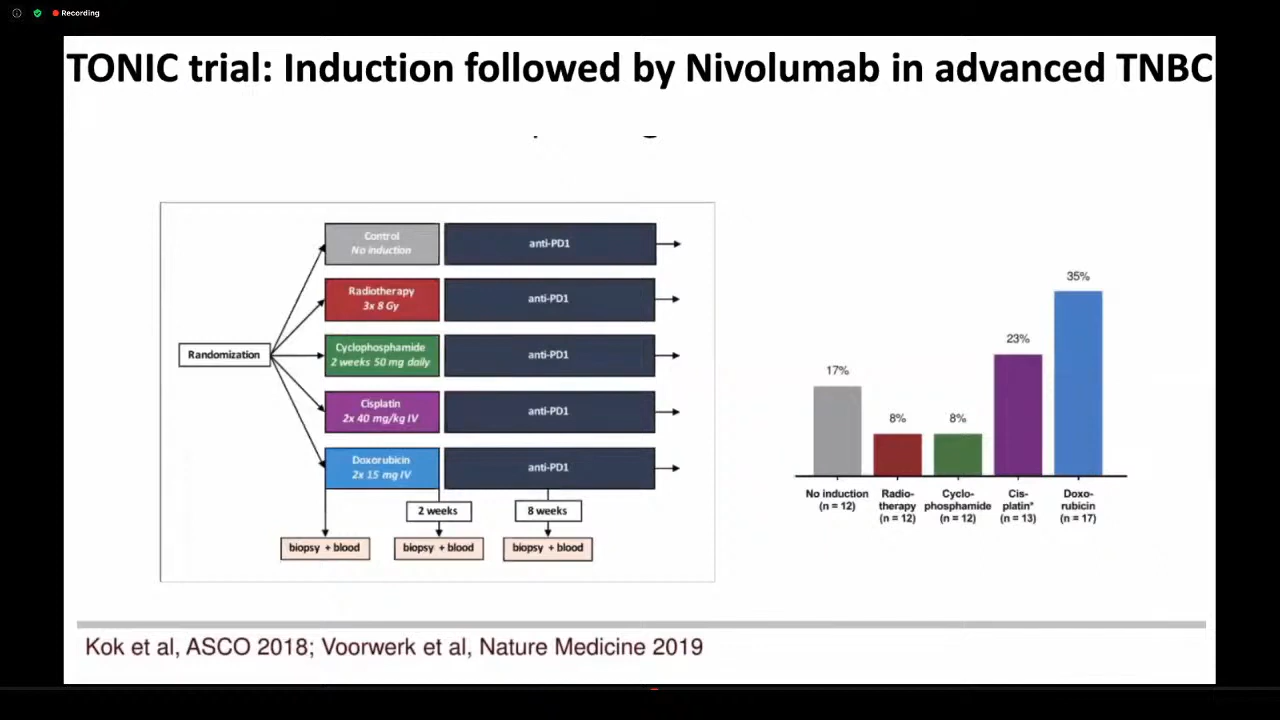 Recording
TONIC trial: Induction followed by Nivolumab in advanced TNBC
Control
No induction
anti-PD1
Radiotherapy
3x 8 Gy
anti-PD1
Randomization
Cyclophosphamide
2 weeks 50 mg daily
anti-PD1
Cisplatin
2x 40 mg/kg IV
anti-PD1
Doxorubicin
2x 15 mg IV
anti-PD1
2 weeks
8 weeks
biopsy + blood
biopsy + blood
biopsy + blood
17%
8%
8%
23%
35%
No induction
(n = 12)
Radio-
therapy
(n = 12)
Cyclo-
phosphamide
(n = 12)
Cis-
platin*
(n = 13)
Doxo-
rubicin
(n = 17)
Kok et al, ASCO 2018; Voorwerk et al, Nature Medicine 2019